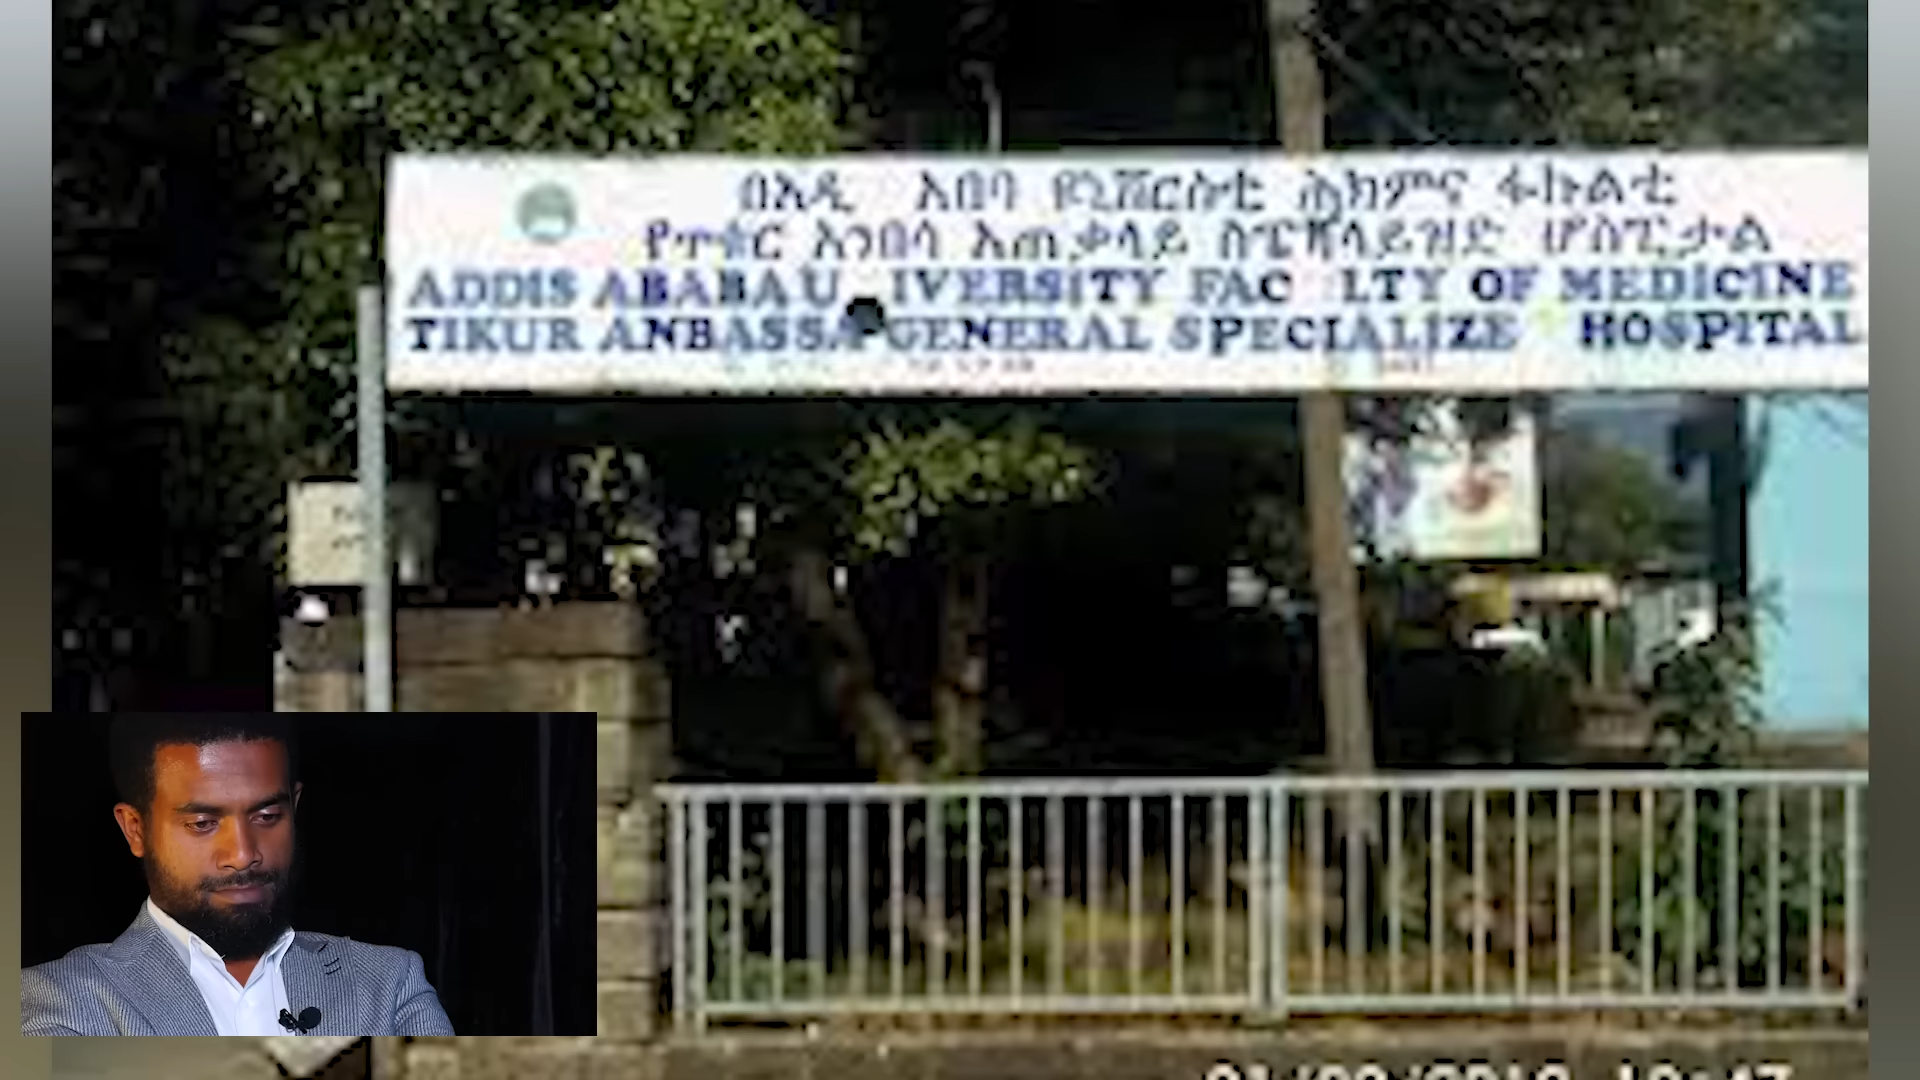 በአዲ አበባ ዩኒቨርስቲ ሕክምና ፋኩልቲ
የጥቁር አንበሳ አጠቃላይ ስፔሻላይዝድ ሆስፒታል
ADDIS ABABA U IVERSITY FAC LTY OF MEDICINE
TIKUR ANBASSA GENERAL SPECIALIZE HOSPITAL